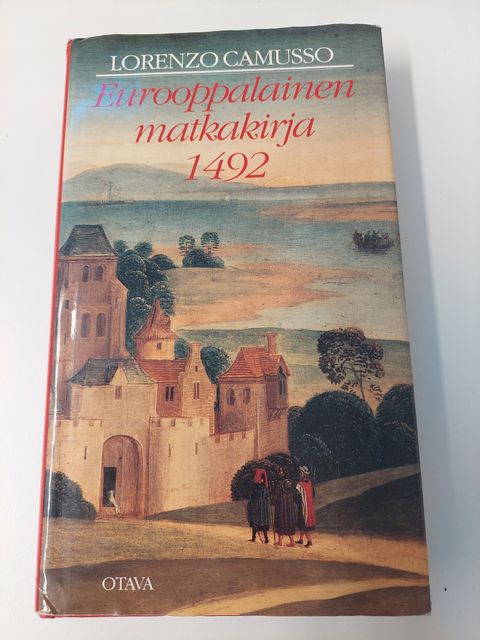 LORENZO CAMUSSO
Eurooppalainen
matkakirja
1492
OTAVA